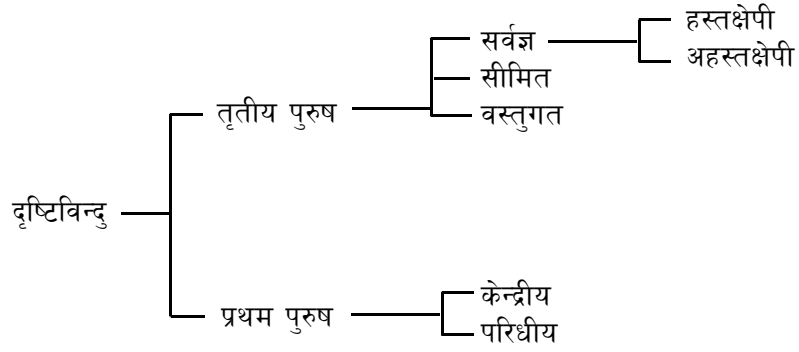 हस्तक्षेपी
सर्वज्ञ
अहस्तक्षेपी
सीमित
तृतीय पुरुष
वस्तुगत
दृष्टिविन्दु
केन्द्रीय
प्रथम पुरुष
परिधीय